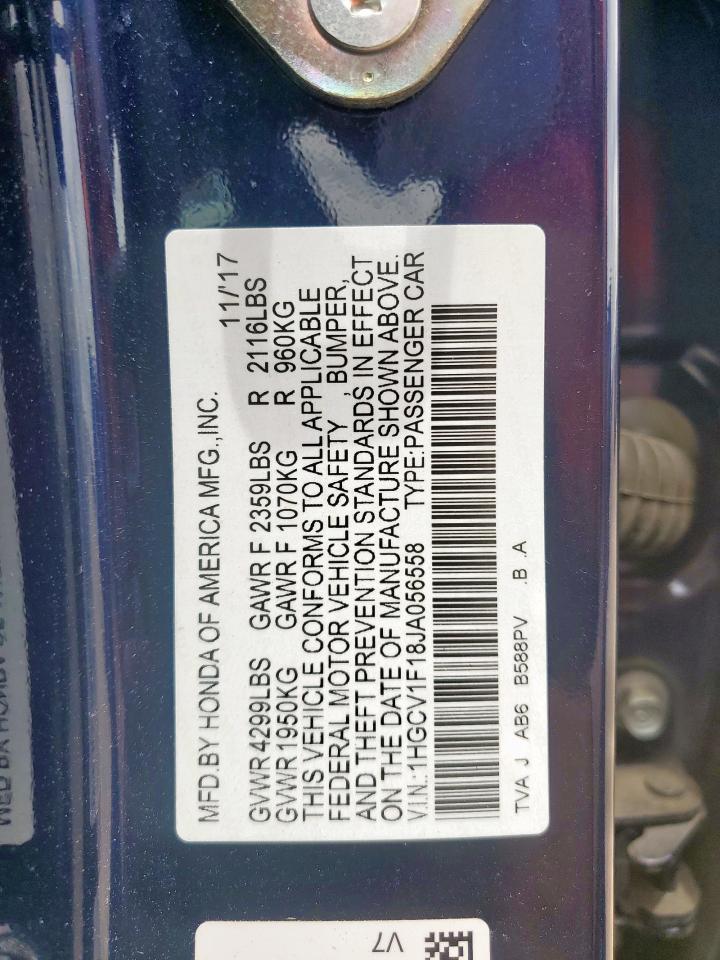 MFD.BY HONDA OF AMERICA MFG.,INC. 11/'17
GVWR 4299LBS GAWR F 2359LBS R 2116LBS
GVWR 1950KG GAWR F 1070KG R 960KG
THIS VEHICLE CONFORMS TO ALL APPLICABLE
FEDERAL MOTOR VEHICLE SAFETY , BUMPER,
AND THEFT PREVENTION STANDARDS IN EFFECT
ON THE DATE OF MANUFACTURE SHOWN ABOVE.
V.I.N.:1HGCV1F18JA056558 TYPE:PASSENGER CAR
TVA J AB6 B588PV .B .A
V7